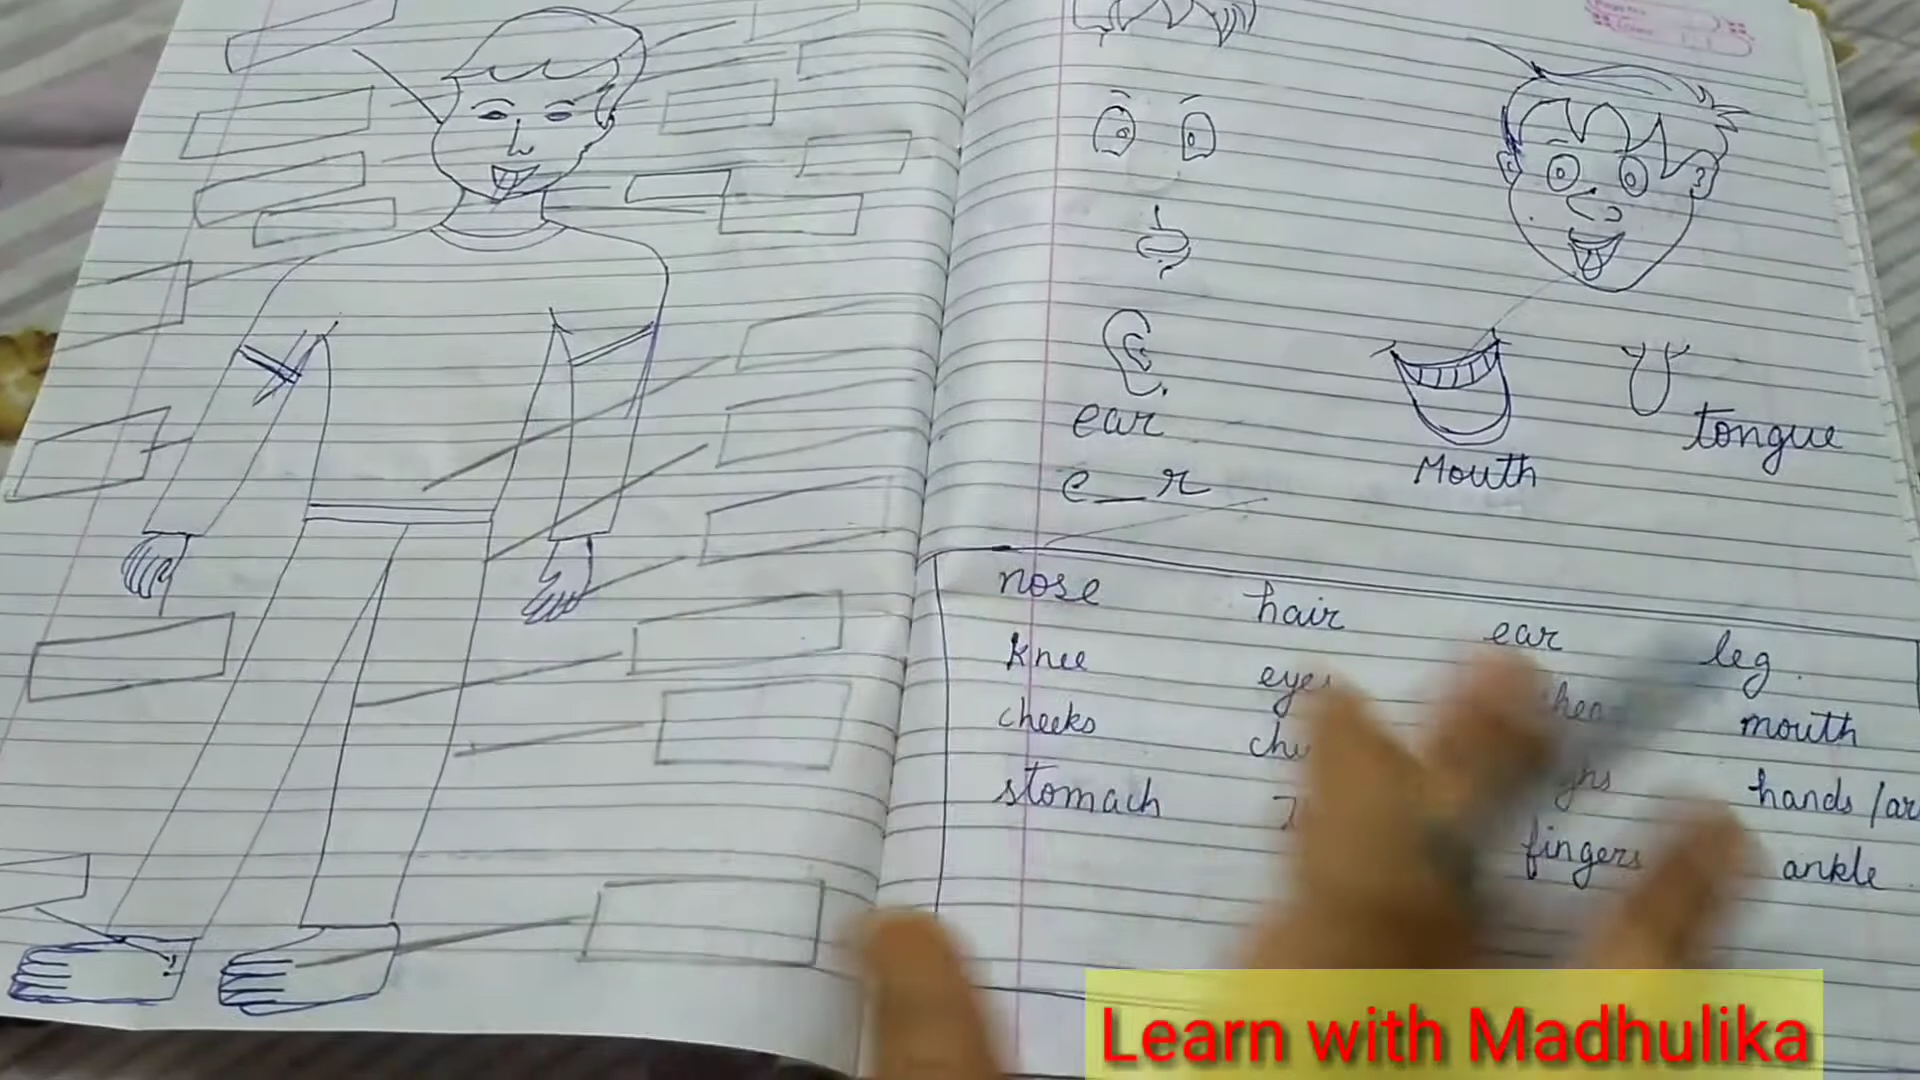 ear
e_r
Mouth
tongue
nose hair ear leg
knee eyes mouth
cheeks hands /ar
stomach fingers ankle
Learn with Madhulika